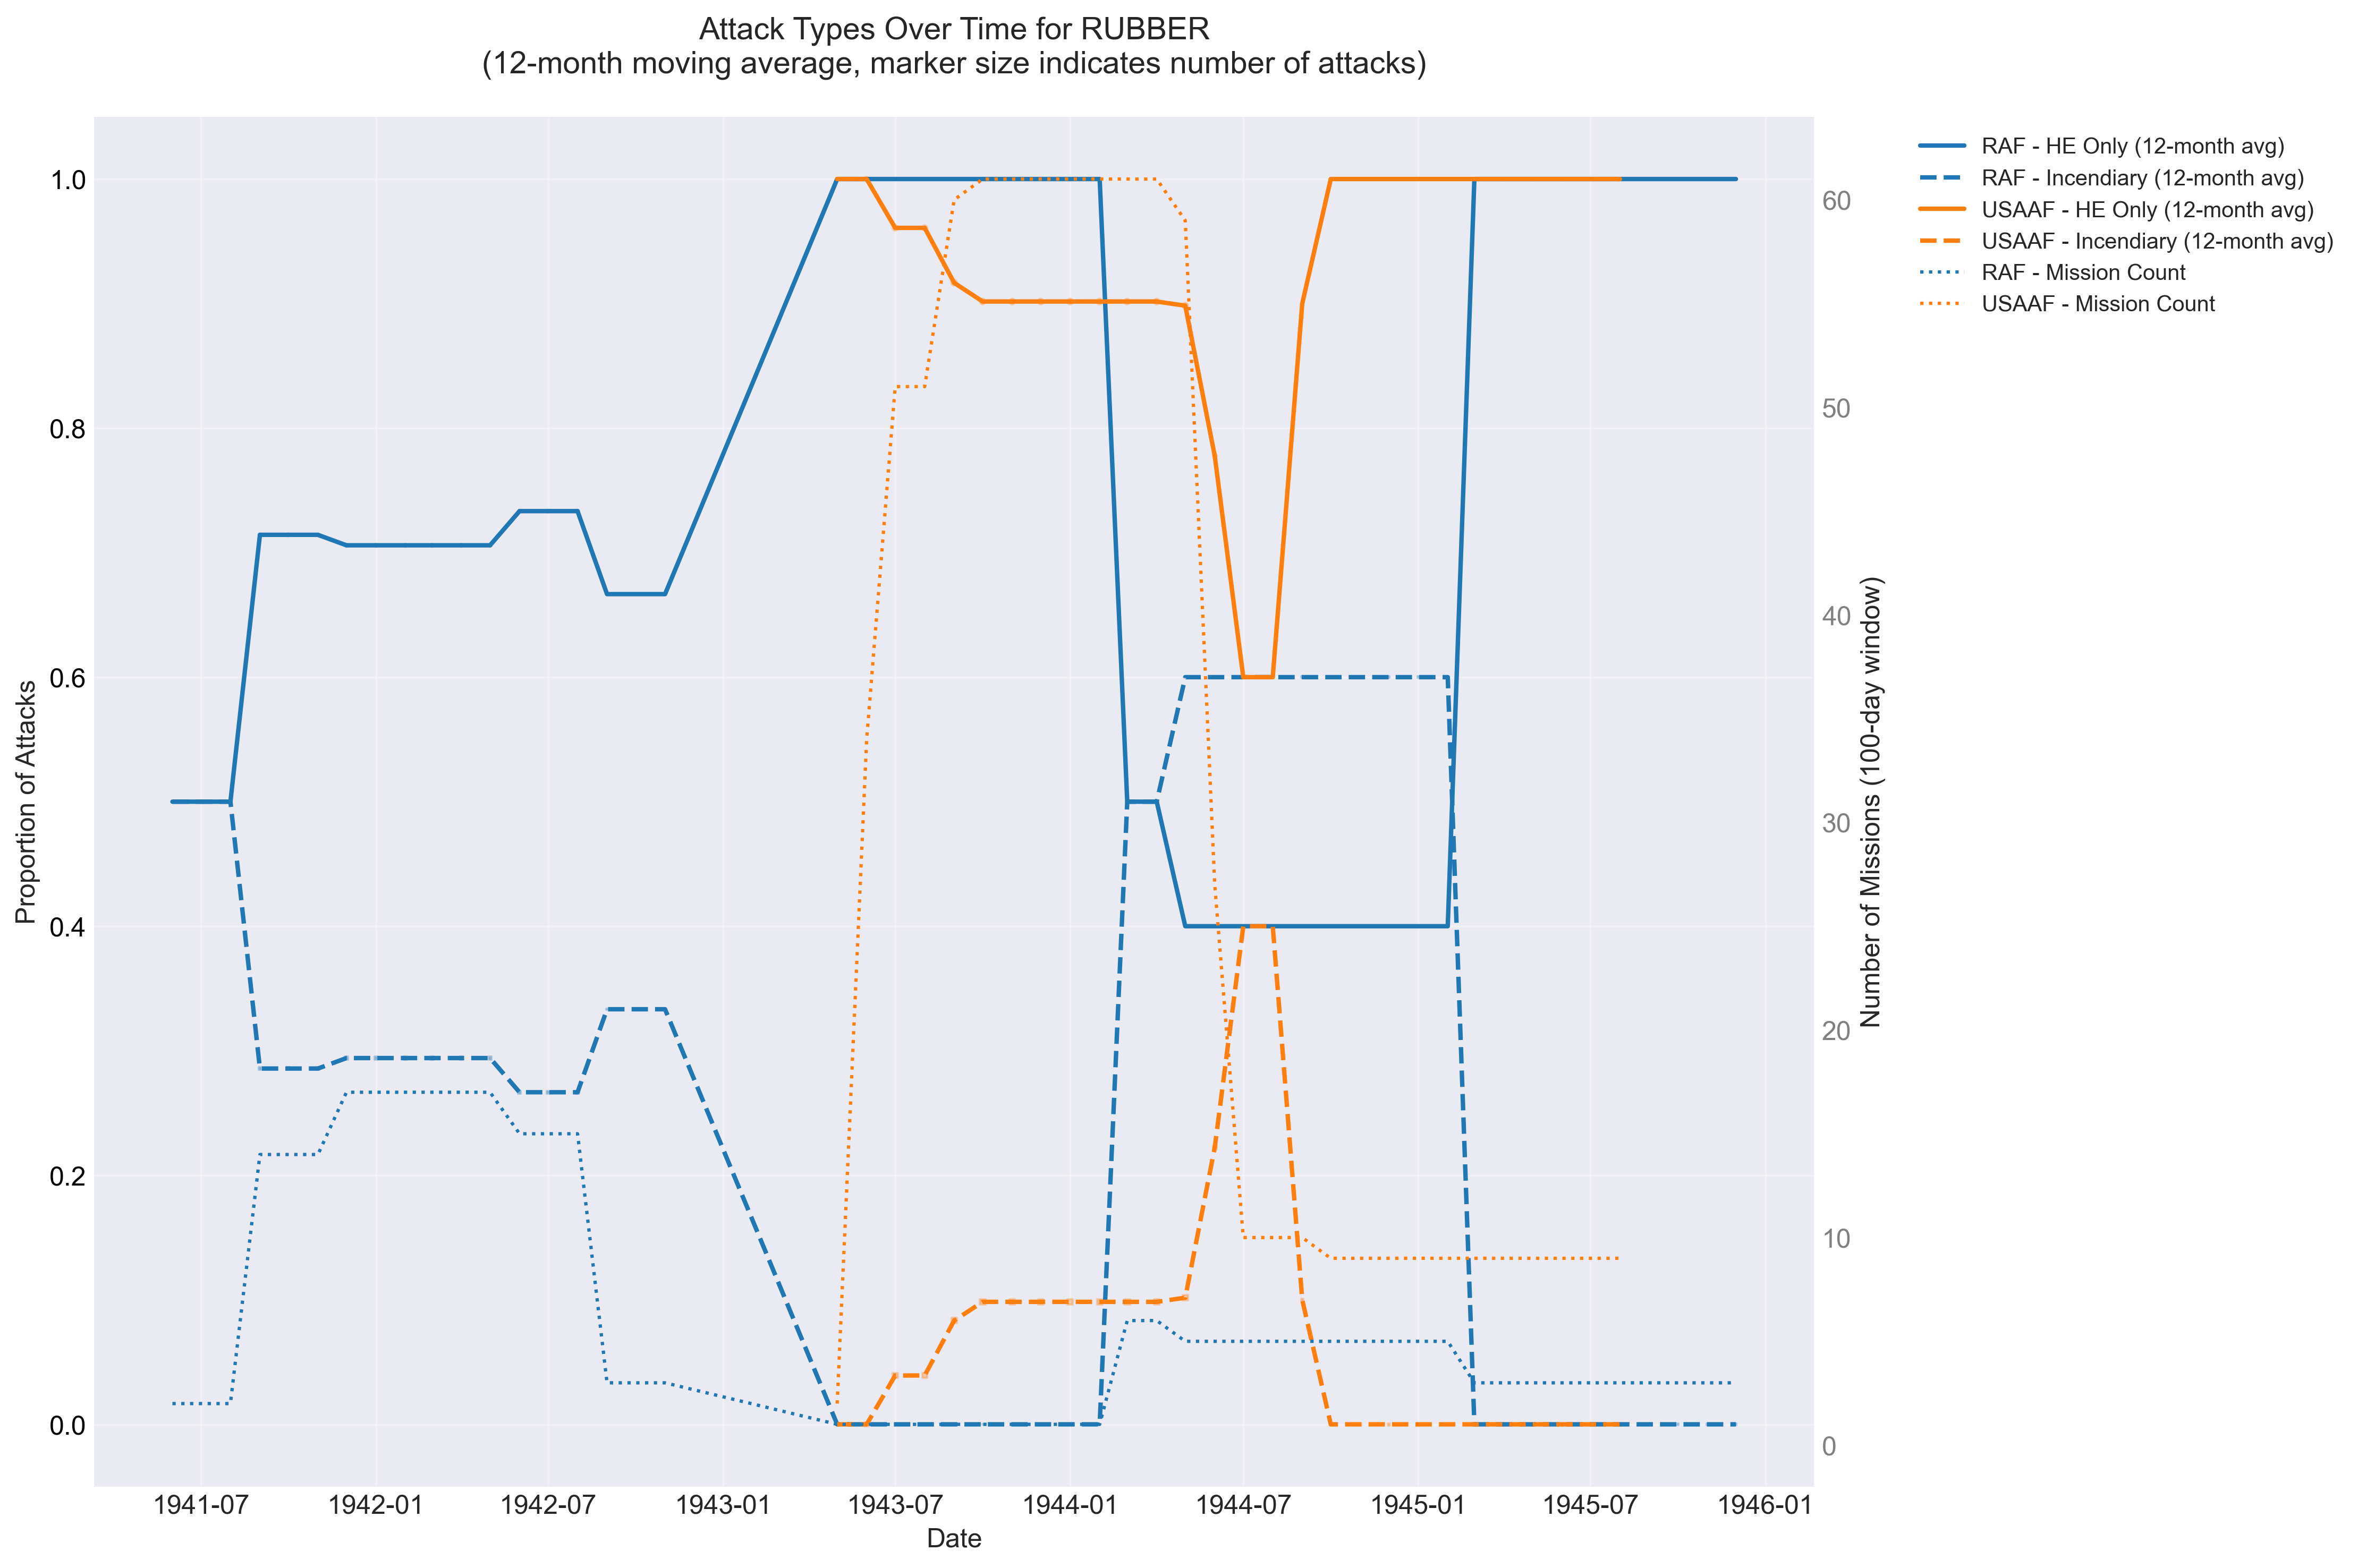 Attack Types Over Time for RUBBER
(12-month moving average, marker size indicates number of attacks)
RAF - HE Only (12-month avg)
RAF - Incendiary (12-month avg)
USAAF - HE Only (12-month avg)
USAAF - Incendiary (12-month avg)
RAF - Mission Count
USAAF - Mission Count
Proportion of Attacks
1.0
0.8
0.6
0.4
0.2
0.0
60
50
40
30
20
10
0
Number of Missions (100-day window)
1941-07
1942-01
1942-07
1943-01
1943-07
1944-01
1944-07
1945-01
1945-07
1946-01
Date